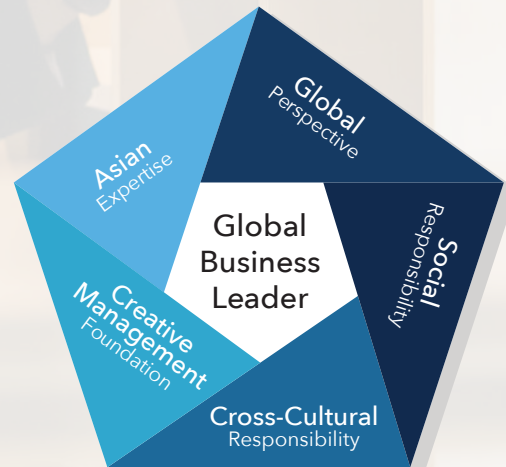 Global
Perspective
Asian
Expertise
Social
Responsibility
Global
Business
Leader
Creative
Management
Foundation
Cross-Cultural
Responsibility